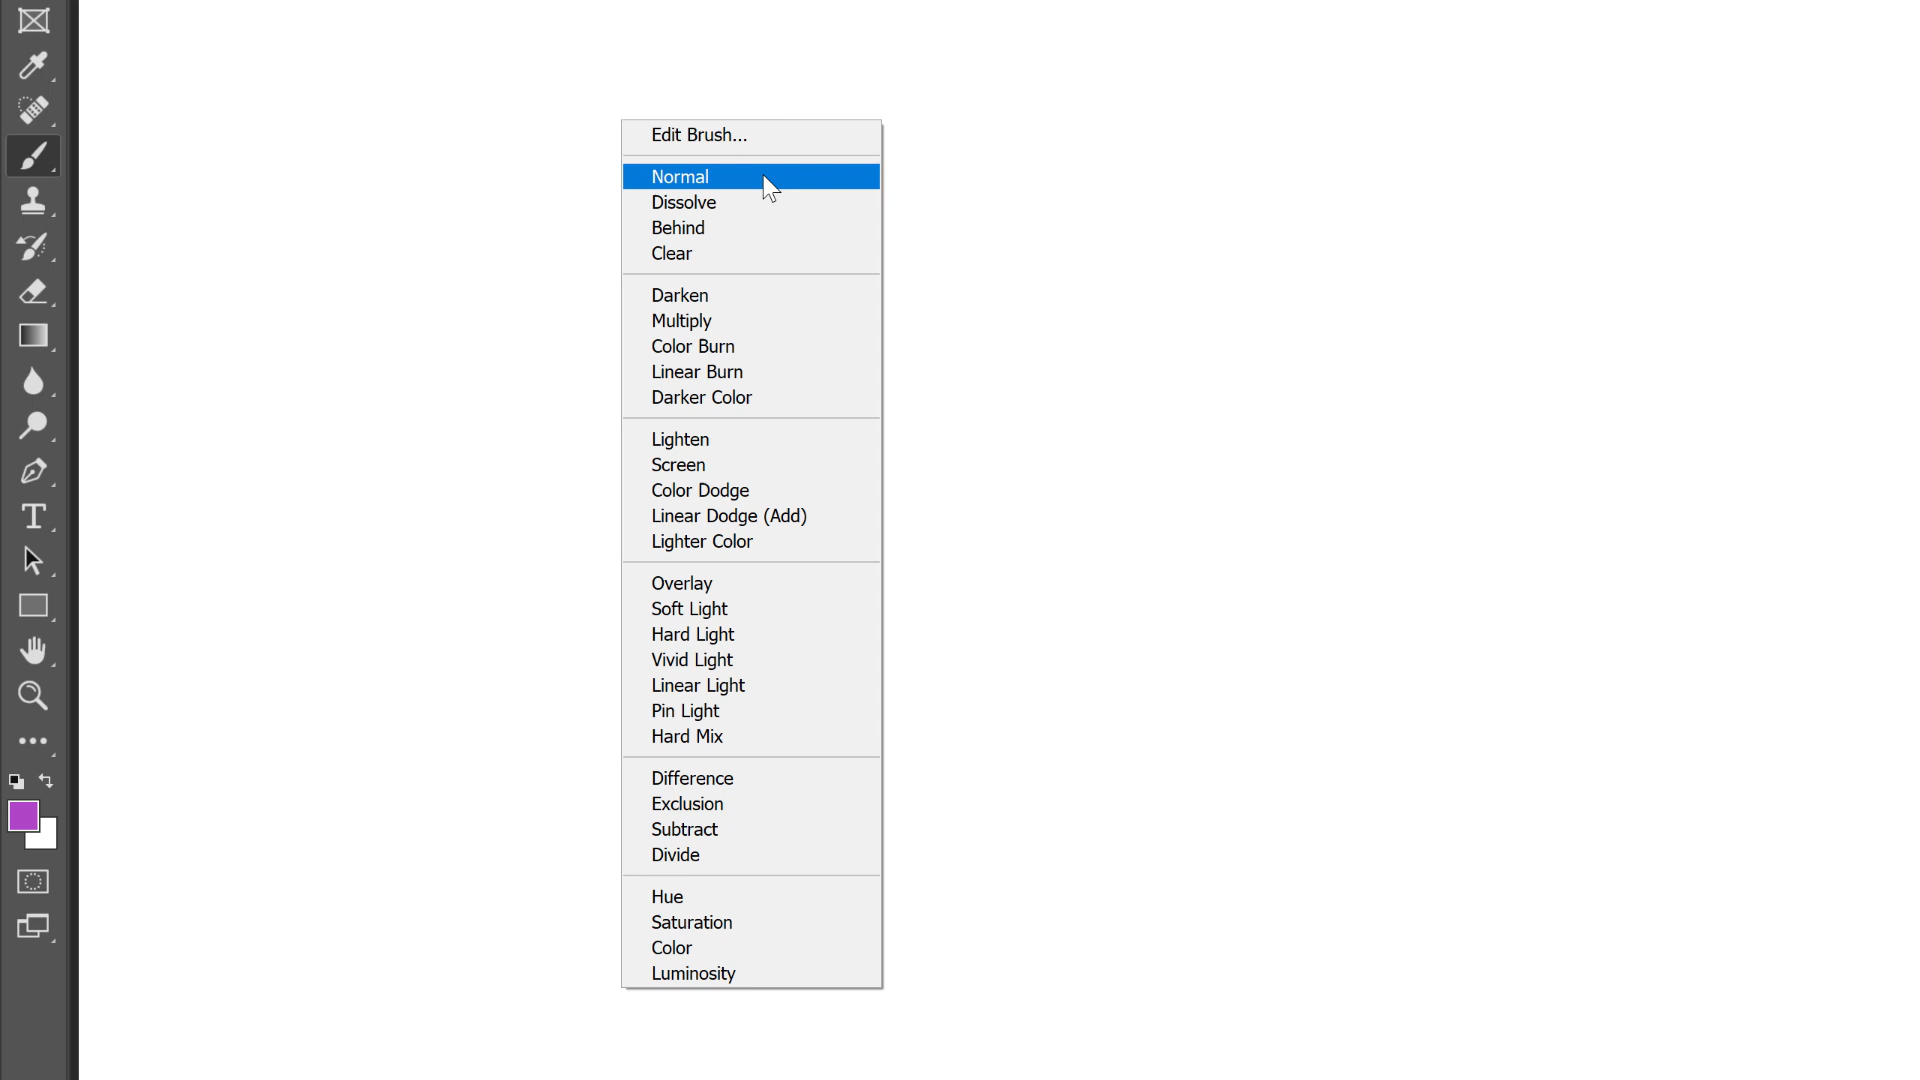 Edit Brush...
Normal
Dissolve
Behind
Clear
Darken
Multiply
Color Burn
Linear Burn
Darker Color
Lighten
Screen
Color Dodge
Linear Dodge (Add)
Lighter Color
Overlay
Soft Light
Hard Light
Vivid Light
Linear Light
Pin Light
Hard Mix
Difference
Exclusion
Subtract
Divide
Hue
Saturation
Color
Luminosity